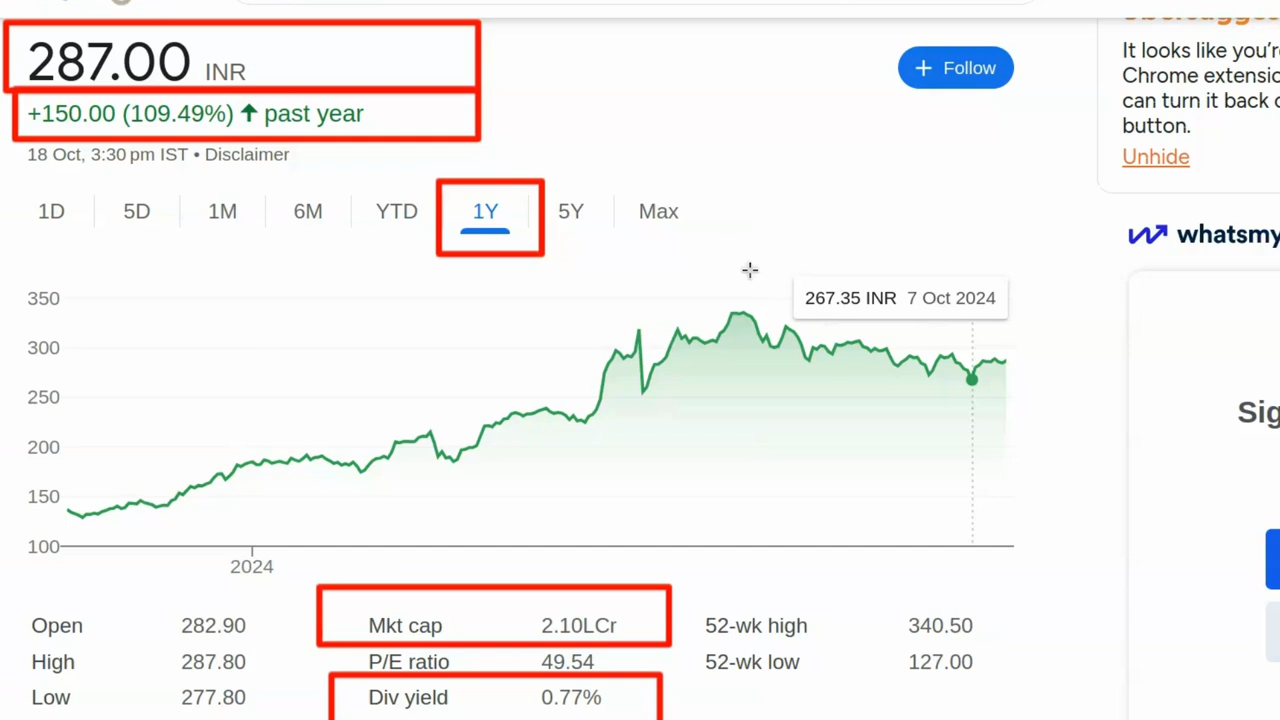 287.00 INR
+ Follow
+150.00 (109.49%) ↑ past year
18 Oct, 3:30 pm IST • Disclaimer
1D 5D 1M 6M YTD 1Y 5Y Max
267.35 INR 7 Oct 2024
350
300
250
200
150
100
2024
Open 282.90 Mkt cap 2.10LCr 52-wk high 340.50
High 287.80 P/E ratio 49.54 52-wk low 127.00
Low 277.80 Div yield 0.77%
It looks like you're
Chrome extensio
can turn it back o
button.
Unhide
whatsmy
Sig